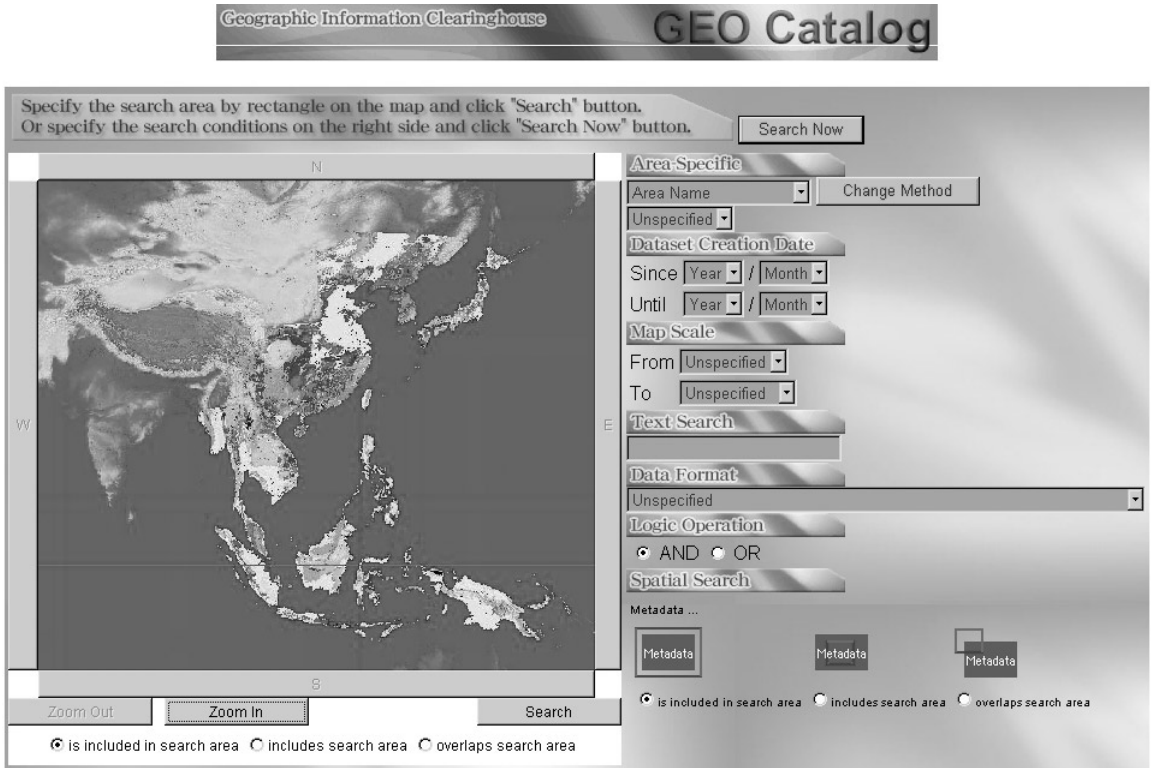 Geographic Information Clearinghouse
GEO Catalog
Specify the search area by rectangle on the map and click "Search" button.
Or specify the search conditions on the right side and click "Search Now" button.
Search Now
N
W
E
S
Zoom Out
Zoom In
Search
is included in search area
includes search area
overlaps search area
Area-Specific
Area Name
Change Method
Unspecified
Dataset Creation Date
Since Year / Month
Until Year / Month
Map Scale
From Unspecified
To Unspecified
Text Search
Data Format
Unspecified
Logic Operation
AND OR
Spatial Search
Metadata ...
Metadata
Metadata
Metadata
is included in search area
includes search area
overlaps search area